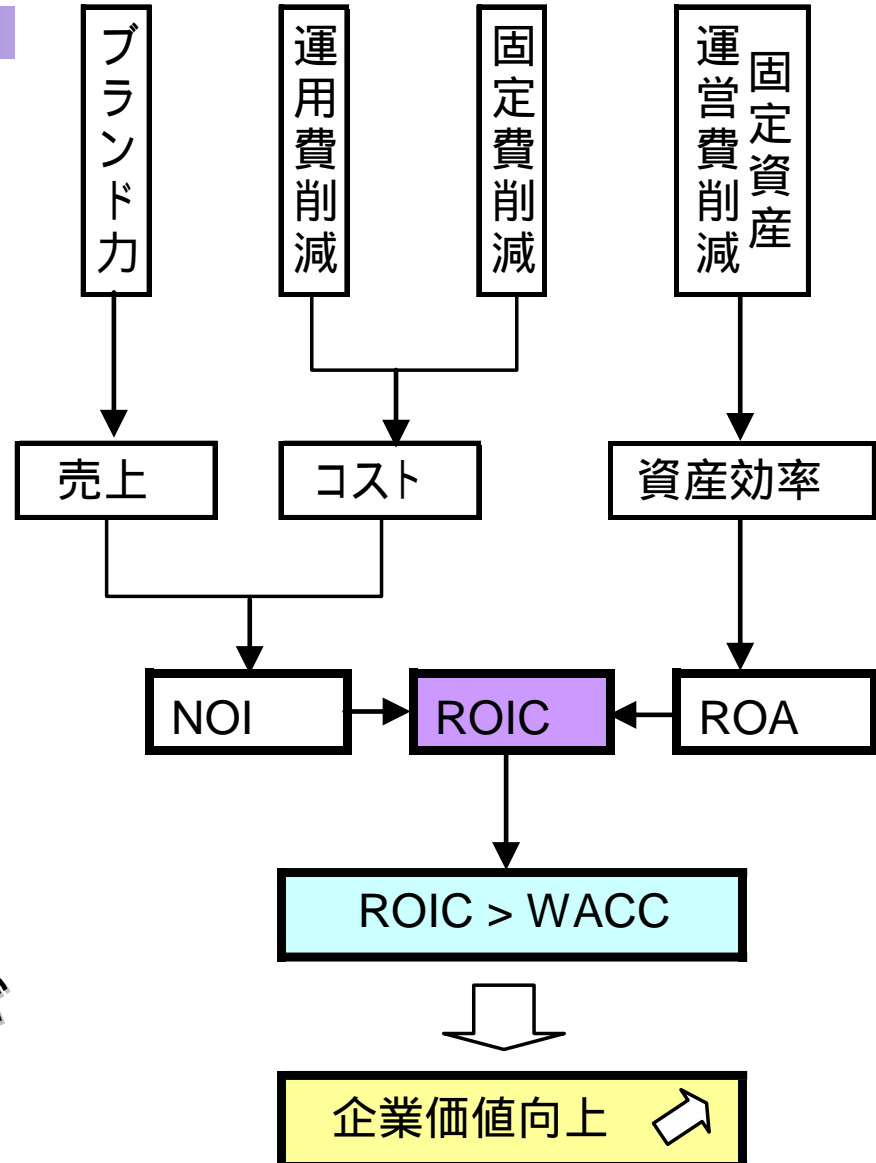 ブランド力
運用費削減
固定費削減
固定資産
運営費削減
売上
コスト
資産効率
NOI
ROIC
ROA
ROIC > WACC
企業価値向上